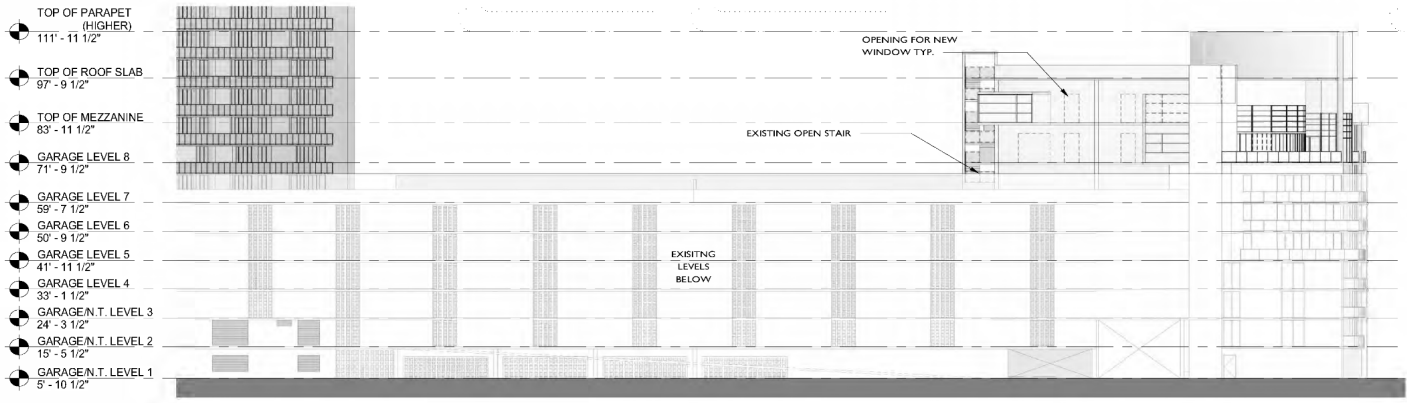 TOP OF PARAPET
(HIGHER)
111' - 11 1/2"
TOP OF ROOF SLAB
97' - 9 1/2"
TOP OF MEZZANINE
83' - 11 1/2"
GARAGE LEVEL 8
71' - 9 1/2"
GARAGE LEVEL 7
59' - 7 1/2"
GARAGE LEVEL 6
50' - 9 1/2"
GARAGE LEVEL 5
41' - 11 1/2"
GARAGE LEVEL 4
33' - 1 1/2"
GARAGE/N.T. LEVEL 3
24' - 3 1/2"
GARAGE/N.T. LEVEL 2
15' - 5 1/2"
GARAGE/N.T. LEVEL 1
5' - 10 1/2"
OPENING FOR NEW
WINDOW TYP.
EXISTING OPEN STAIR
EXISITNG
LEVELS
BELOW